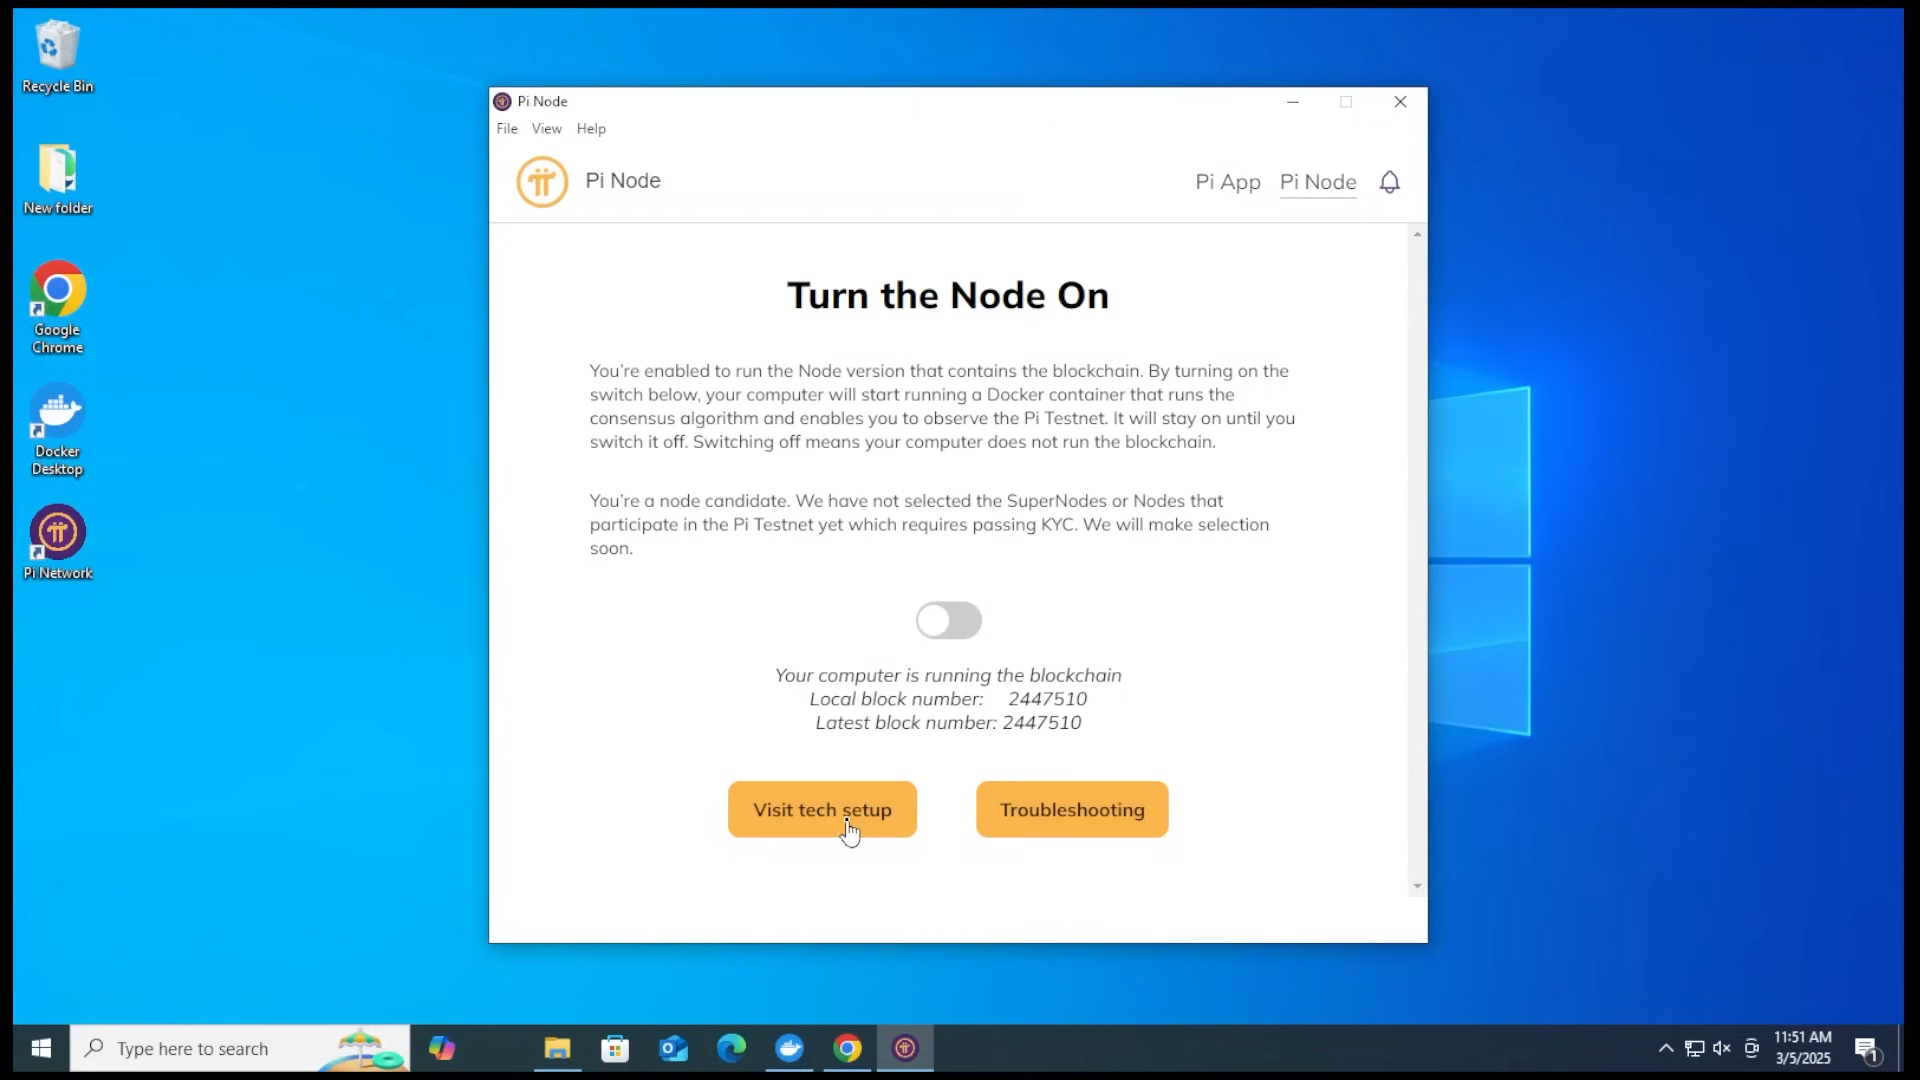 Recycle Bin
New folder
Google
Chrome
Docker
Desktop
Pi Network
Pi Node
File View Help
Pi Node
Pi App Pi Node
Turn the Node On
You're enabled to run the Node version that contains the blockchain. By turning on the
switch below, your computer will start running a Docker container that runs the
consensus algorithm and enables you to observe the Pi Testnet. It will stay on until you
switch it off. Switching off means your computer does not run the blockchain.
You're a node candidate. We have not selected the SuperNodes or Nodes that
participate in the Pi Testnet yet which requires passing KYC. We will make selection
soon.
Your computer is running the blockchain
Local block number: 2447510
Latest block number: 2447510
Visit tech setup
Troubleshooting
Type here to search
11:51 AM
3/5/2025
1